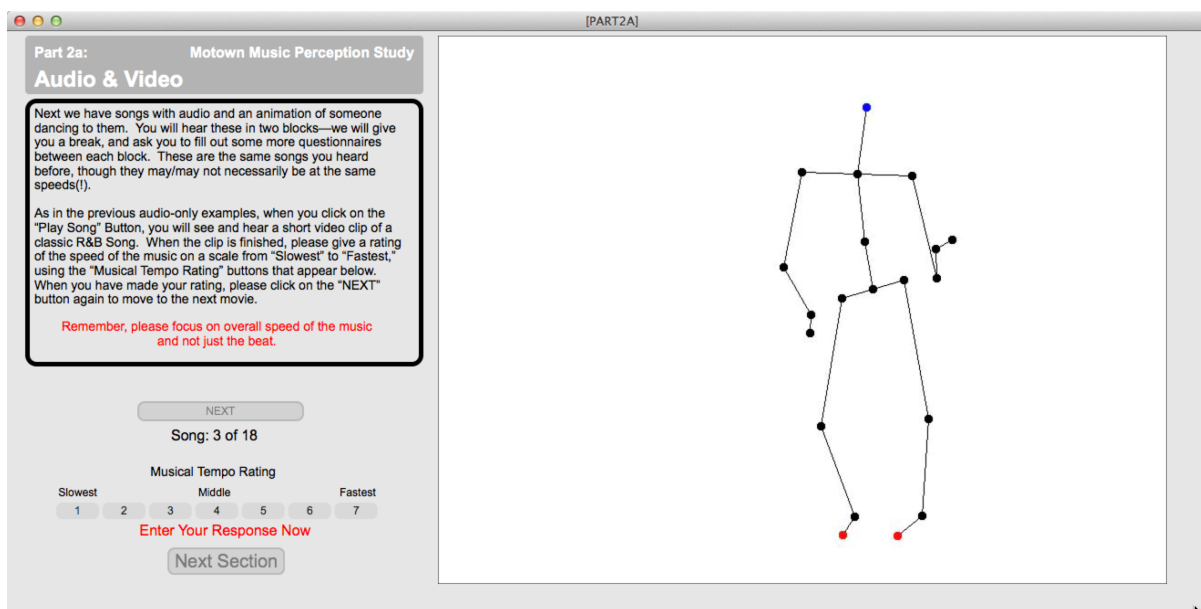 [PART2A]
Part 2a: Motown Music Perception Study
Audio & Video
Next we have songs with audio and an animation of someone
dancing to them.  You will hear these in two blocks—we will give
you a break, and ask you to fill out some more questionnaires
between each block.  These are the same songs you heard
before, though they may/may not necessarily be at the same
speeds(!).
As in the previous audio-only examples, when you click on the
“Play Song” Button, you will see and hear a short video clip of a
classic R&B Song.  When the clip is finished, please give a rating
of the speed of the music on a scale from “Slowest” to “Fastest,”
using the “Musical Tempo Rating” buttons that appear below.
When you have made your rating, please click on the “NEXT”
button again to move to the next movie.
Remember, please focus on overall speed of the music
and not just the beat.
NEXT
Song: 3 of 18
Musical Tempo Rating
Slowest Middle Fastest
1 2 3 4 5 6 7
Enter Your Response Now
Next Section